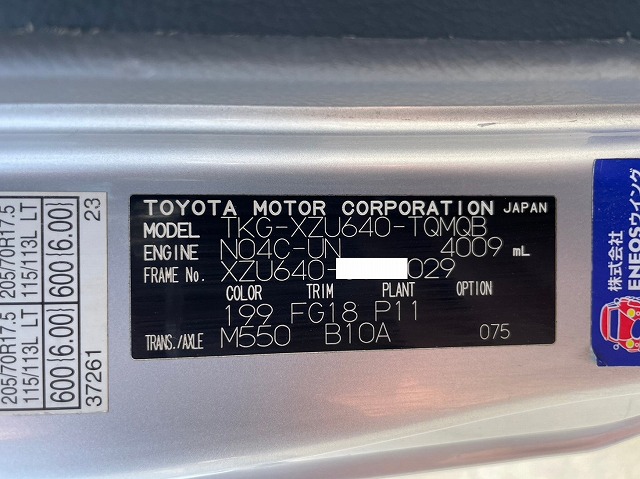 TOYOTA MOTOR CORPORATION JAPAN
MODEL TKG-XZU640-TQMQB
ENGINE N04C-UN 4009 mL
FRAME No. XZU640- 029
COLOR TRIM PLANT OPTION
199 FG18 P11
TRANS./AXLE M550 B10A 075
205/70R17.5 205/70R17.5
115/113L LT 115/113L LT
600(6.00) 600(6.00)
37261 23
株式会社
ENEOSウイング